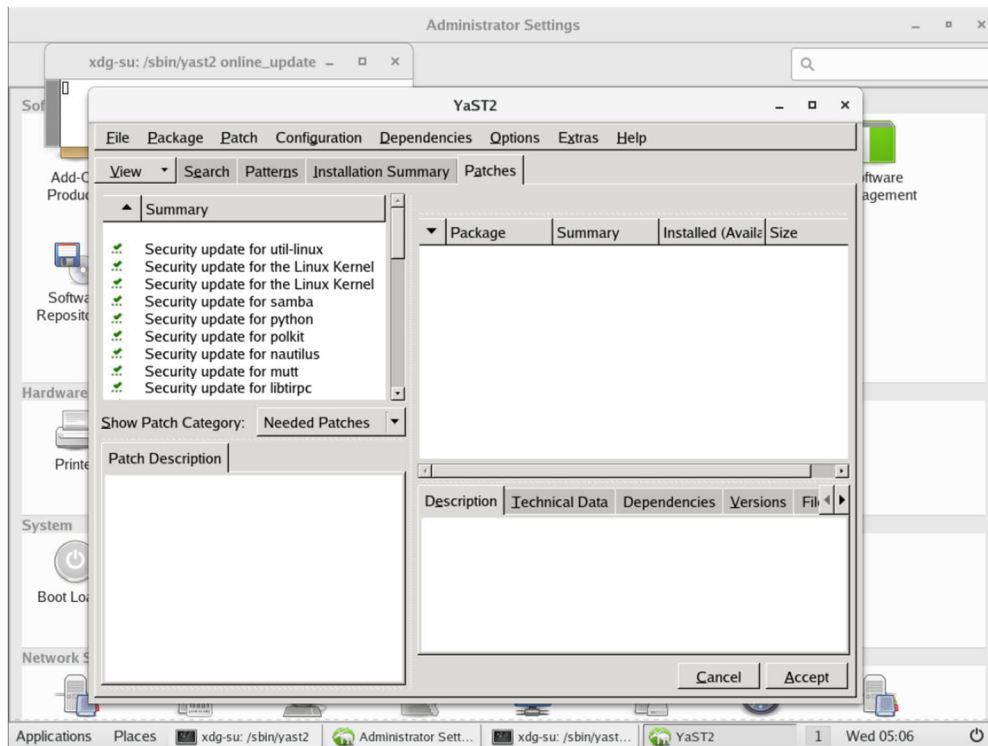 Administrator Settings
xdg-su: /sbin/yast2 online_update
YaST2
File Package Patch Configuration Dependencies Options Extras Help
View Search Patterns Installation Summary Patches
Summary
Security update for util-linux
Security update for the Linux Kernel
Security update for the Linux Kernel
Security update for samba
Security update for python
Security update for polkit
Security update for nautilus
Security update for mutt
Security update for libtirpc
Show Patch Category: Needed Patches
Patch Description
Package Summary Installed (Availa Size
Description Technical Data Dependencies Versions Fil
Cancel Accept
Sof
Add-O
Produc
ftware
agement
Softwa
Reposito
Hardware
Printe
System
Boot Loa
Network S
Applications Places xdg-su: /sbin/yast2 Administrator Sett... xdg-su: /sbin/yast... YaST2 1 Wed 05:06